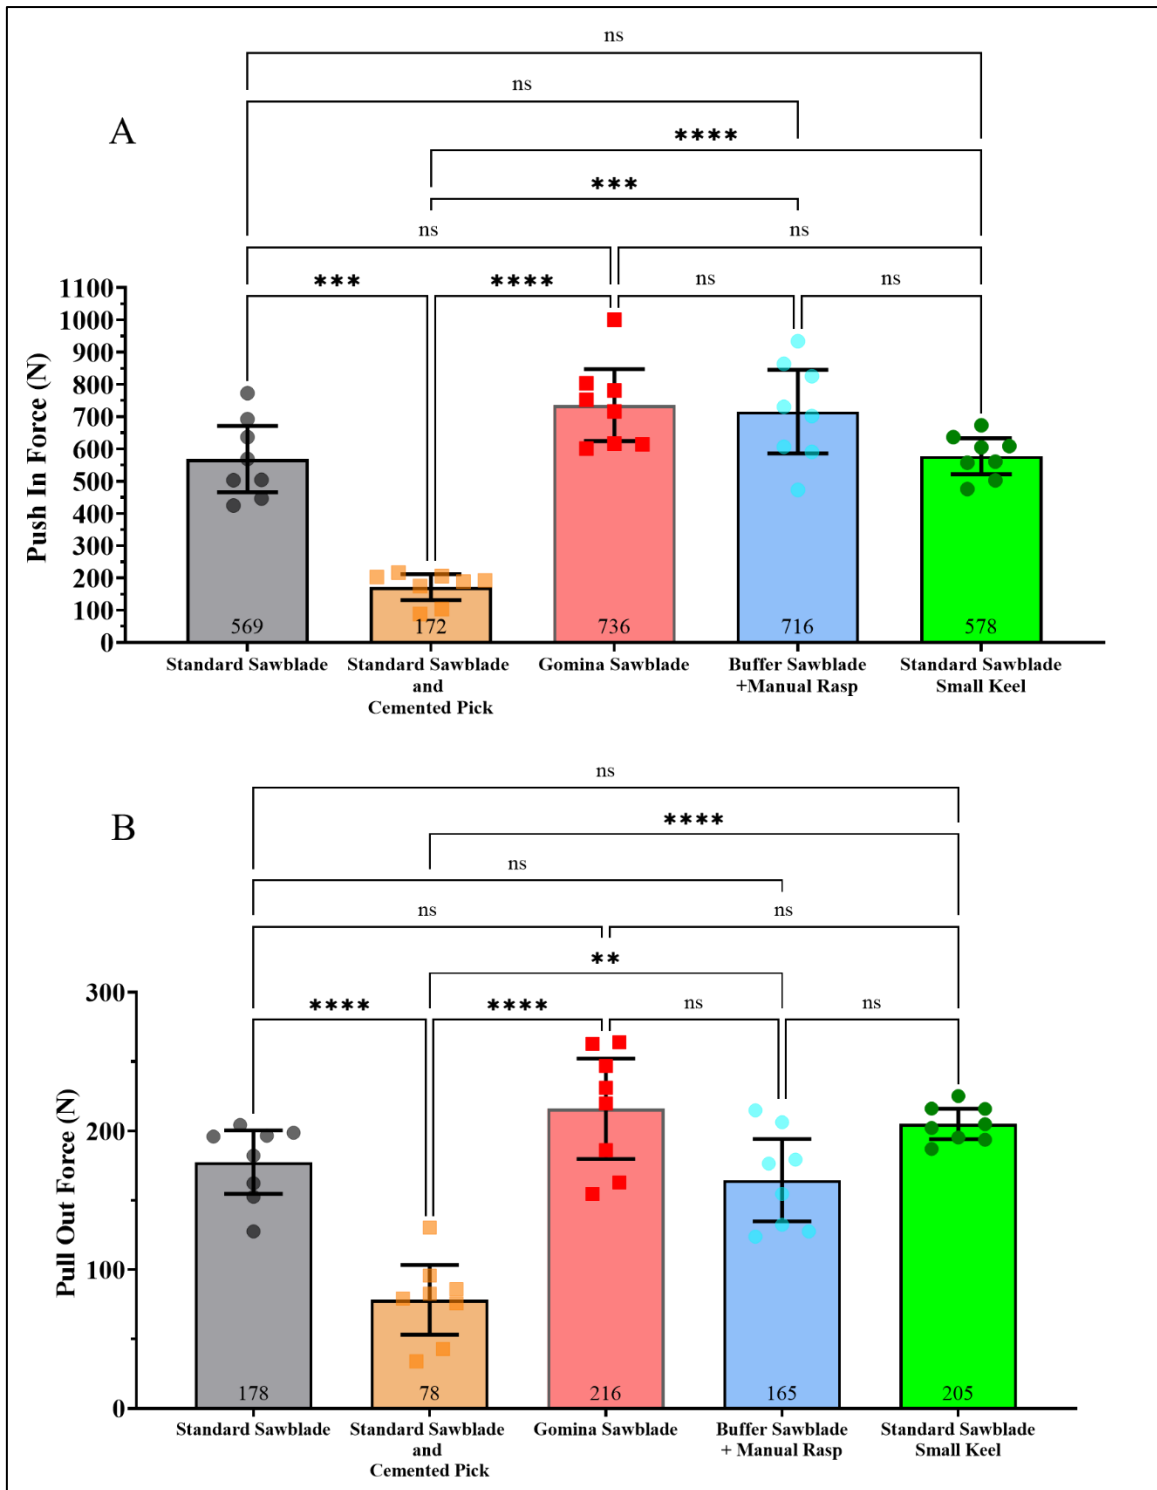 ns
ns
A
****
***
ns
ns
***
****
ns
ns
Push In Force (N)
1100
1000
900
800
700
600
500
400
300
200
100
0
569
172
736
716
578
Standard Sawblade
Standard Sawblade
and
Cemented Pick
Gomina Sawblade
Buffer Sawblade
+Manual Rasp
Standard Sawblade
Small Keel
ns
B
****
ns
ns
ns
**
****
****
ns
ns
Pull Out Force (N)
300
200
100
0
178
78
216
165
205
Standard Sawblade
Standard Sawblade
and
Cemented Pick
Gomina Sawblade
Buffer Sawblade
+ Manual Rasp
Standard Sawblade
Small Keel